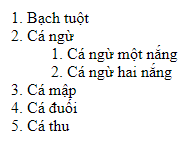 1. Bạch tuột
2. Cá ngừ
1. Cá ngừ một nắng
2. Cá ngừ hai nắng
3. Cá mập
4. Cá đuối
5. Cá thu